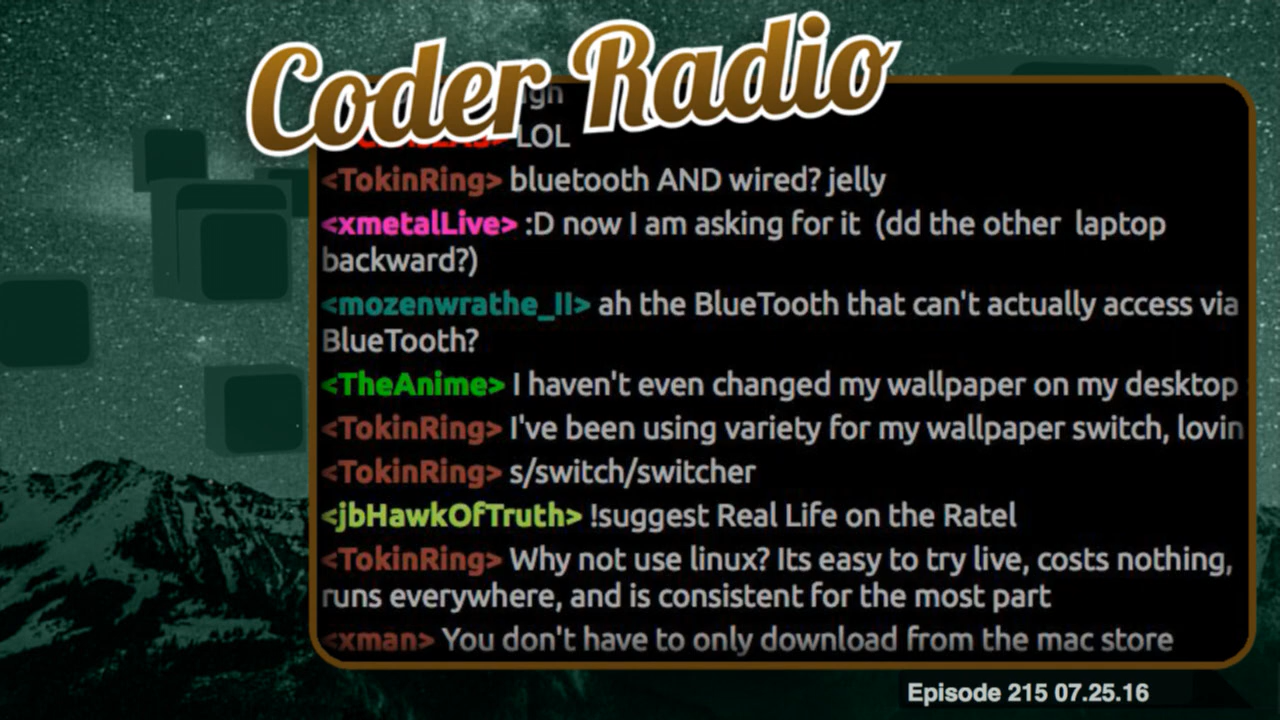 Coder Radio
LOL
<TokinRing> bluetooth AND wired? jelly
<xmetalLive> :D now I am asking for it (dd the other laptop
backward?)
<mozenwrathe_II> ah the BlueTooth that can't actually access via
BlueTooth?
<TheAnime> I haven't even changed my wallpaper on my desktop
<TokinRing> I've been using variety for my wallpaper switch, lovin
<TokinRing> s/switch/switcher
<jbHawkOfTruth> !suggest Real Life on the Ratel
<TokinRing> Why not use linux? Its easy to try live, costs nothing,
runs everywhere, and is consistent for the most part
<xman> You don't have to only download from the mac store
Episode 215 07.25.16